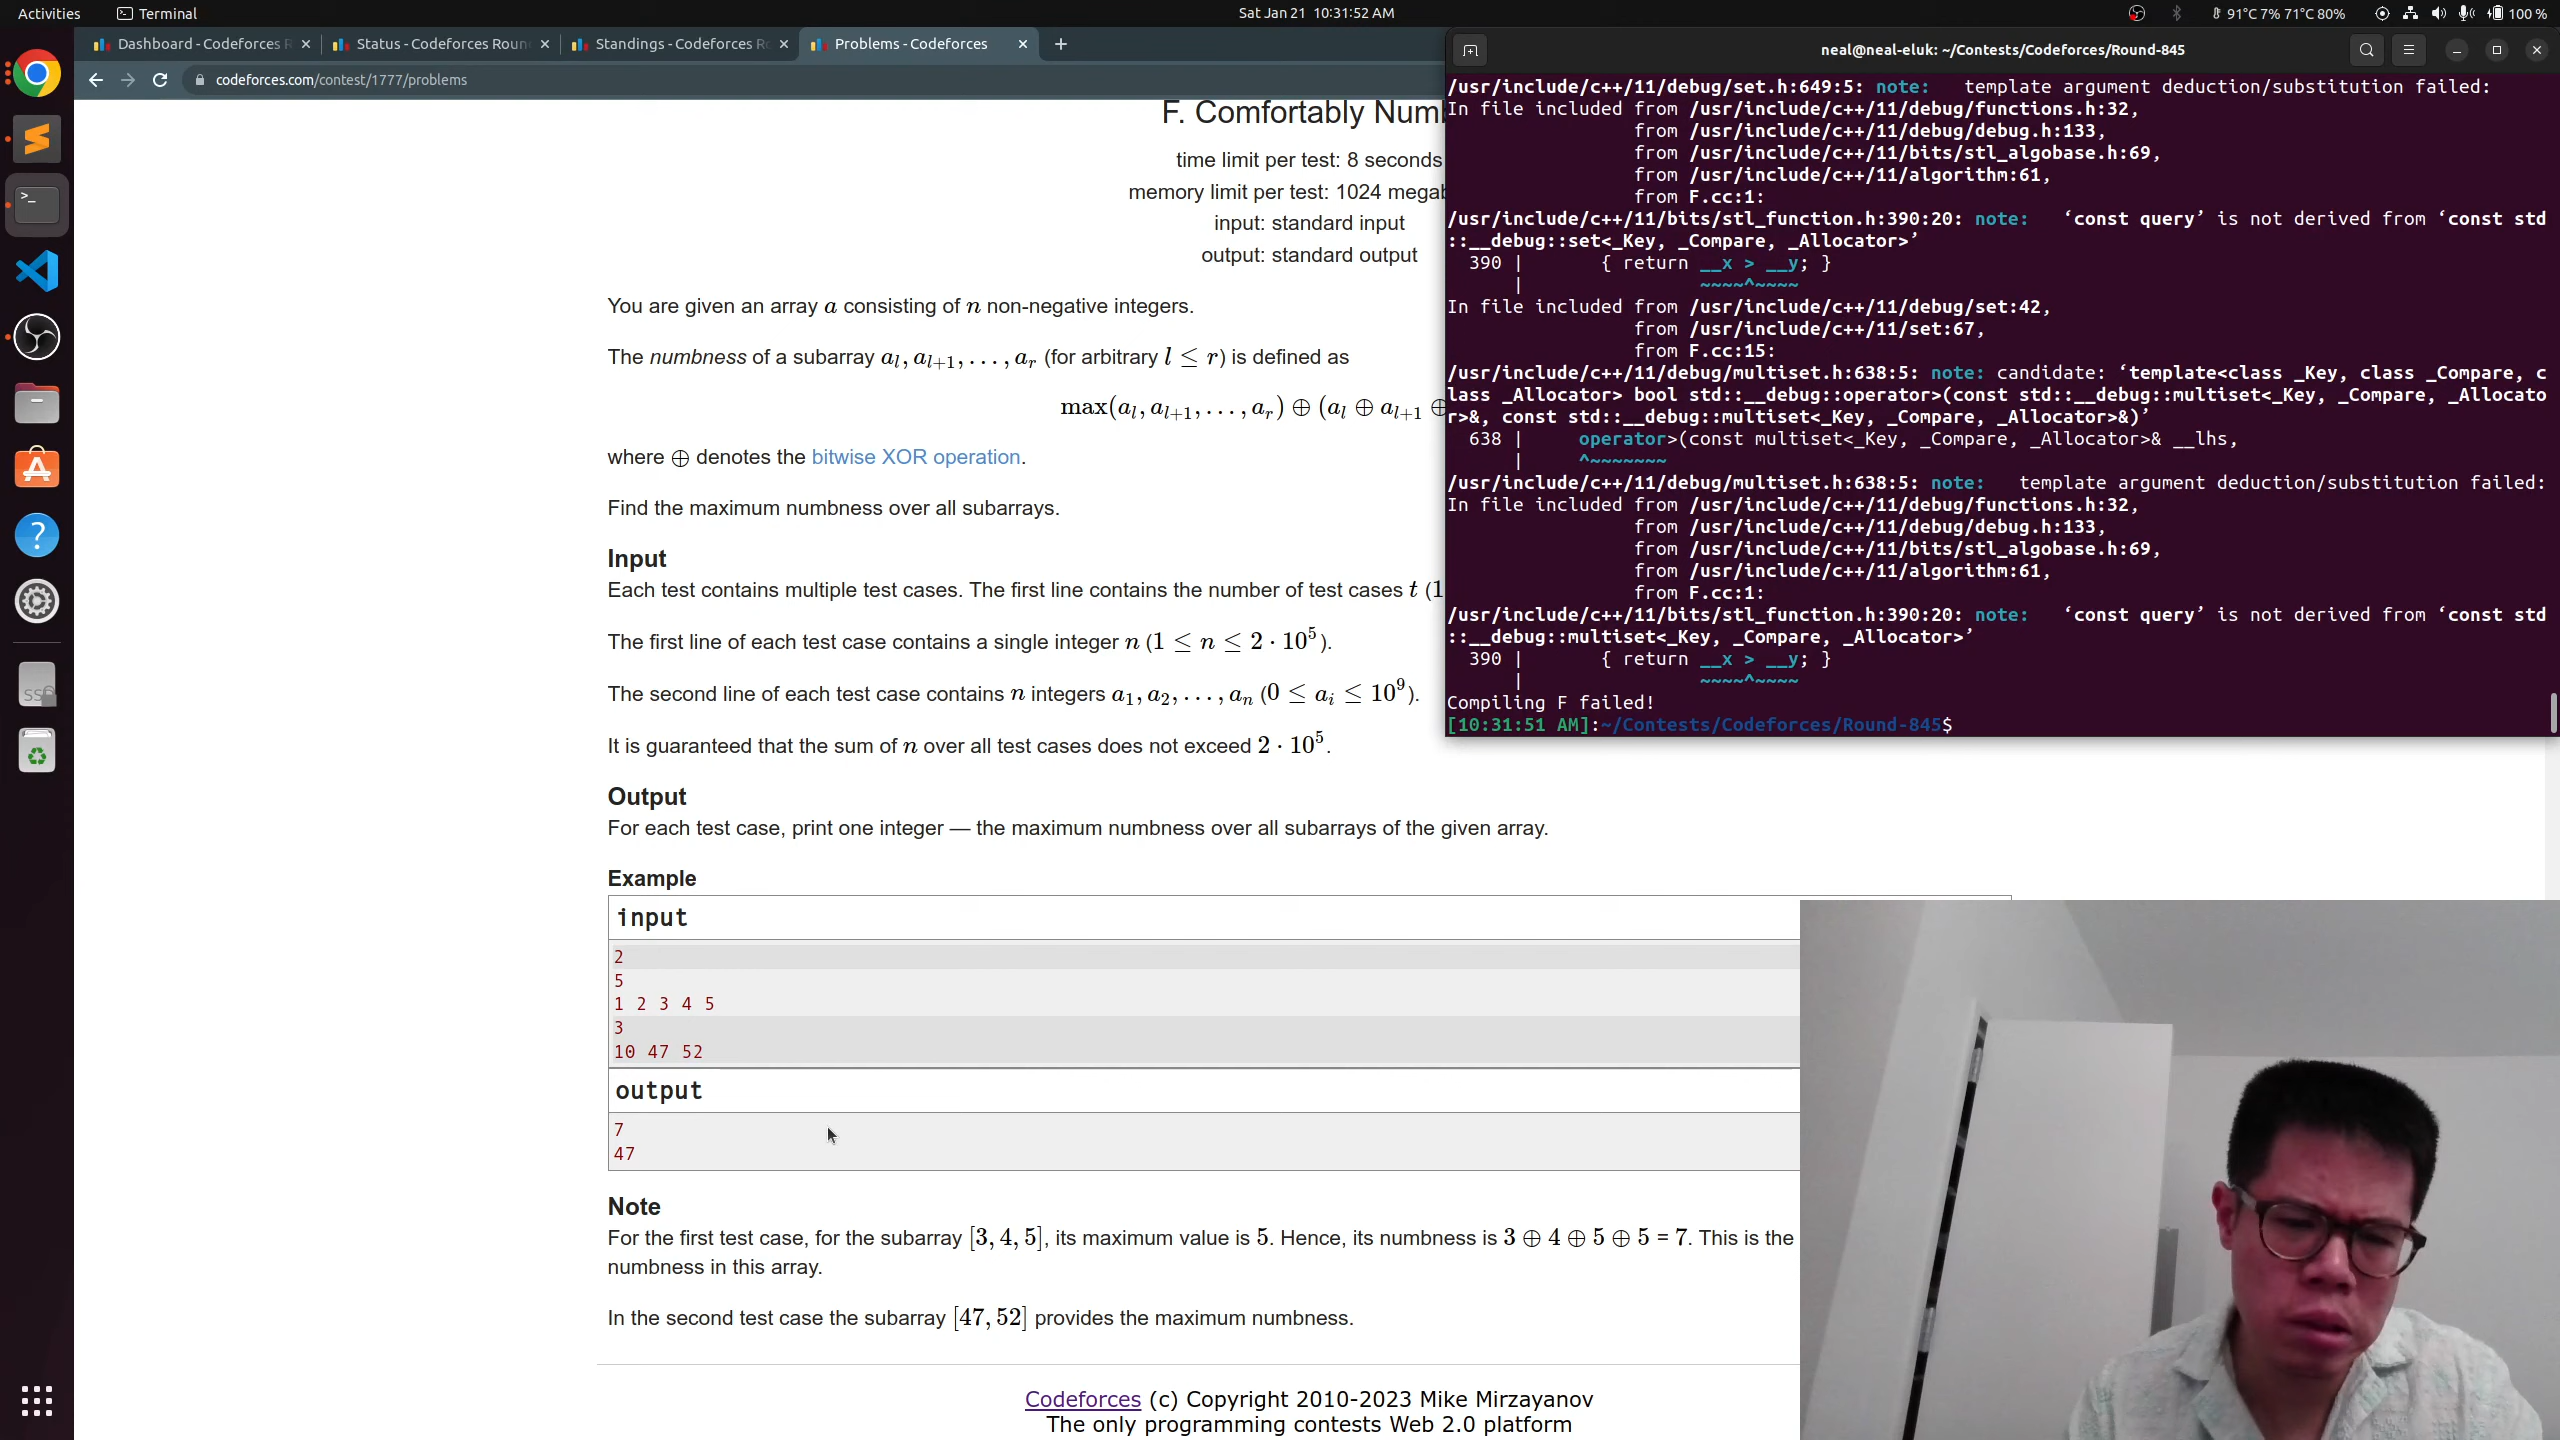 Activities
Terminal
Sat Jan 21 10:31:52 AM
91°C 7% 71°C 80%
100 %
Dashboard - Codeforces R
Status - Codeforces Roun
Standings - Codeforces Ro
Problems - Codeforces
codeforces.com/contest/1777/problems
F. Comfortably Numb
time limit per test: 8 seconds
memory limit per test: 1024 megab
input: standard input
output: standard output
You are given an array a consisting of n non-negative integers.
The numbness of a subarray a_l, a_{l+1}, ..., a_r (for arbitrary l ≤ r) is defined as
max(a_l, a_{l+1}, ..., a_r) ⊕ (a_l ⊕ a_{l+1} ⊕
where ⊕ denotes the bitwise XOR operation.
Find the maximum numbness over all subarrays.
Input
Each test contains multiple test cases. The first line contains the number of test cases t (1
The first line of each test case contains a single integer n (1 ≤ n ≤ 2 · 10^5).
The second line of each test case contains n integers a_1, a_2, ..., a_n (0 ≤ a_i ≤ 10^9).
It is guaranteed that the sum of n over all test cases does not exceed 2 · 10^5.
Output
For each test case, print one integer — the maximum numbness over all subarrays of the given array.
Example
input
2
5
1 2 3 4 5
3
10 47 52
output
7
47
Note
For the first test case, for the subarray [3, 4, 5], its maximum value is 5. Hence, its numbness is 3 ⊕ 4 ⊕ 5 ⊕ 5 = 7. This is the
numbness in this array.
In the second test case the subarray [47, 52] provides the maximum numbness.
Codeforces (c) Copyright 2010-2023 Mike Mirzayanov
The only programming contests Web 2.0 platform
neal@neal-eluk: ~/Contests/Codeforces/Round-845
/usr/include/c++/11/debug/set.h:649:5: note:   template argument deduction/substitution failed:
In file included from /usr/include/c++/11/debug/functions.h:32,
from /usr/include/c++/11/debug/debug.h:133,
from /usr/include/c++/11/bits/stl_algobase.h:69,
from /usr/include/c++/11/algorithm:61,
from F.cc:1:
/usr/include/c++/11/bits/stl_function.h:390:20: note:   ‘const query’ is not derived from ‘const std
::__debug::set<_Key, _Compare, _Allocator>’
390 |       { return __x > __y; }
|                ~~~~^~~~~
In file included from /usr/include/c++/11/debug/set:42,
from /usr/include/c++/11/set:67,
from F.cc:15:
/usr/include/c++/11/debug/multiset.h:638:5: note: candidate: ‘template<class _Key, class _Compare, c
lass _Allocator> bool std::__debug::operator>(const std::__debug::multiset<_Key, _Compare, _Allocato
r>&, const std::__debug::multiset<_Key, _Compare, _Allocator>&)’
638 |     operator>(const multiset<_Key, _Compare, _Allocator>& __lhs,
|     ^~~~~~~~
/usr/include/c++/11/debug/multiset.h:638:5: note:   template argument deduction/substitution failed:
In file included from /usr/include/c++/11/debug/functions.h:32,
from /usr/include/c++/11/debug/debug.h:133,
from /usr/include/c++/11/bits/stl_algobase.h:69,
from /usr/include/c++/11/algorithm:61,
from F.cc:1:
/usr/include/c++/11/bits/stl_function.h:390:20: note:   ‘const query’ is not derived from ‘const std
::__debug::multiset<_Key, _Compare, _Allocator>’
390 |       { return __x > __y; }
|                ~~~~^~~~~
Compiling F failed!
[10:31:51 AM]:~/Contests/Codeforces/Round-845$